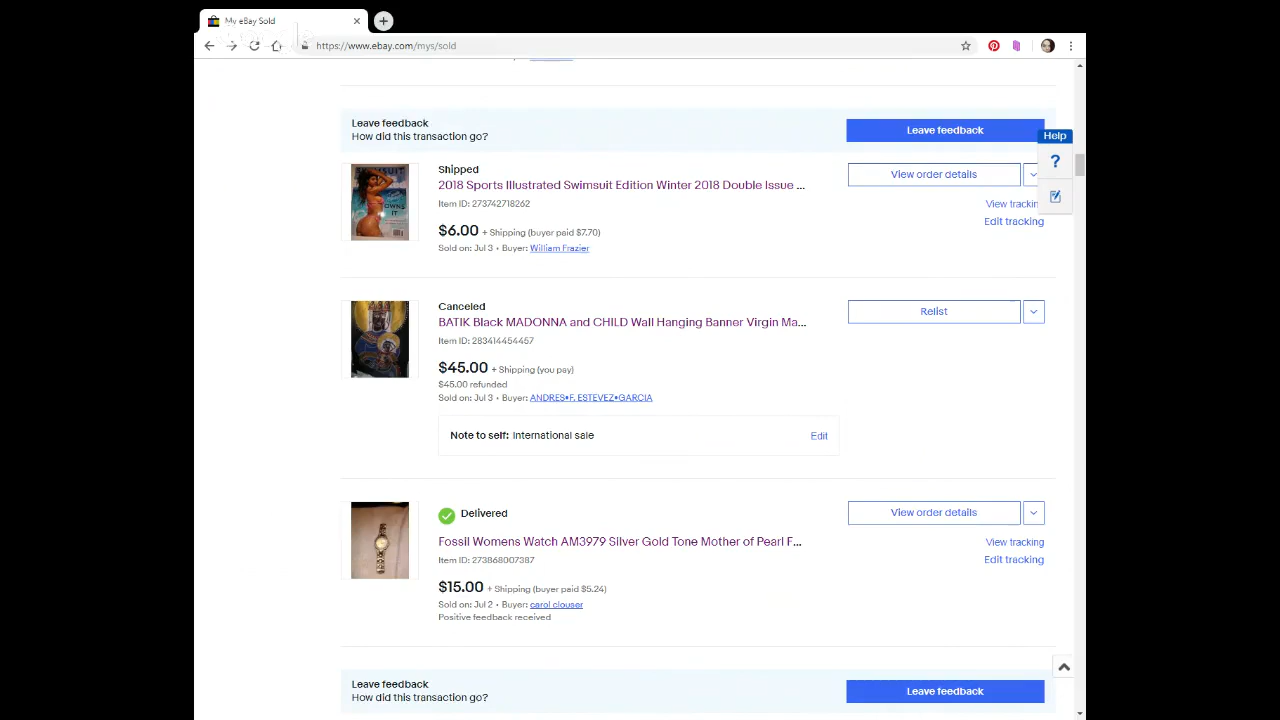 My eBay Sold
https://www.ebay.com/mys/sold
Leave feedback
How did this transaction go?
Leave feedback
Help
?
Shipped
2018 Sports Illustrated Swimsuit Edition Winter 2018 Double Issue ...
Item ID: 273742718262
$6.00 + Shipping (buyer paid $7.70)
Sold on: Jul 3 • Buyer: William Frazier
View order details
View trackin
Edit tracking
OWNS
IT
Canceled
BATIK Black MADONNA and CHILD Wall Hanging Banner Virgin Ma...
Item ID: 283414454457
$45.00 + Shipping (you pay)
$45.00 refunded
Sold on: Jul 3 • Buyer: ANDRES•F. ESTEVEZ•GARCIA
Relist
Note to self: International sale
Edit
Delivered
Fossil Womens Watch AM3979 Silver Gold Tone Mother of Pearl F...
Item ID: 273868007387
$15.00 + Shipping (buyer paid $5.24)
Sold on: Jul 2 • Buyer: carol clouser
Positive feedback received
View order details
View tracking
Edit tracking
Leave feedback
How did this transaction go?
Leave feedback